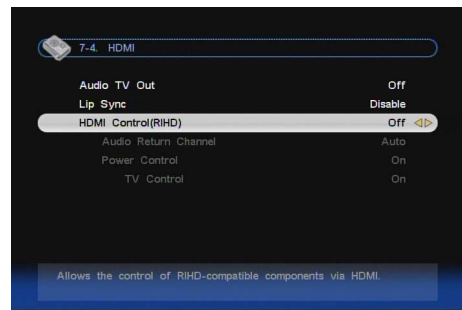 7-4. HDMI
Audio TV Out Off
Lip Sync Disable
HDMI Control(RIHD) Off
Audio Return Channel Auto
Power Control On
TV Control On
Allows the control of RIHD-compatible components via HDMI.